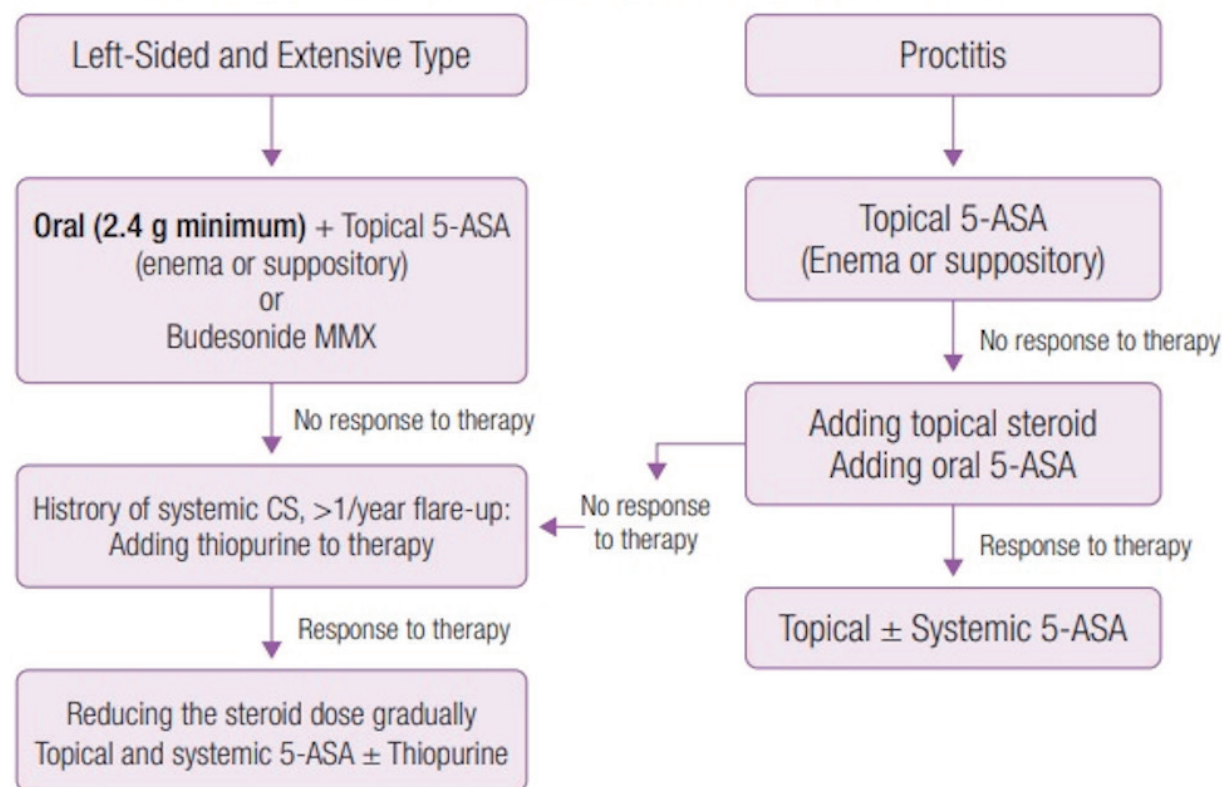 Left-Sided and Extensive Type
Oral (2.4 g minimum) + Topical 5-ASA
(enema or suppository)
or
Budesonide MMX
No response to therapy
Histrory of systemic CS, >1/year flare-up:
Adding thiopurine to therapy
Response to therapy
Reducing the steroid dose gradually
Topical and systemic 5-ASA ± Thiopurine
Proctitis
Topical 5-ASA
(Enema or suppository)
No response to therapy
Adding topical steroid
Adding oral 5-ASA
No response
to therapy
Response to therapy
Topical ± Systemic 5-ASA